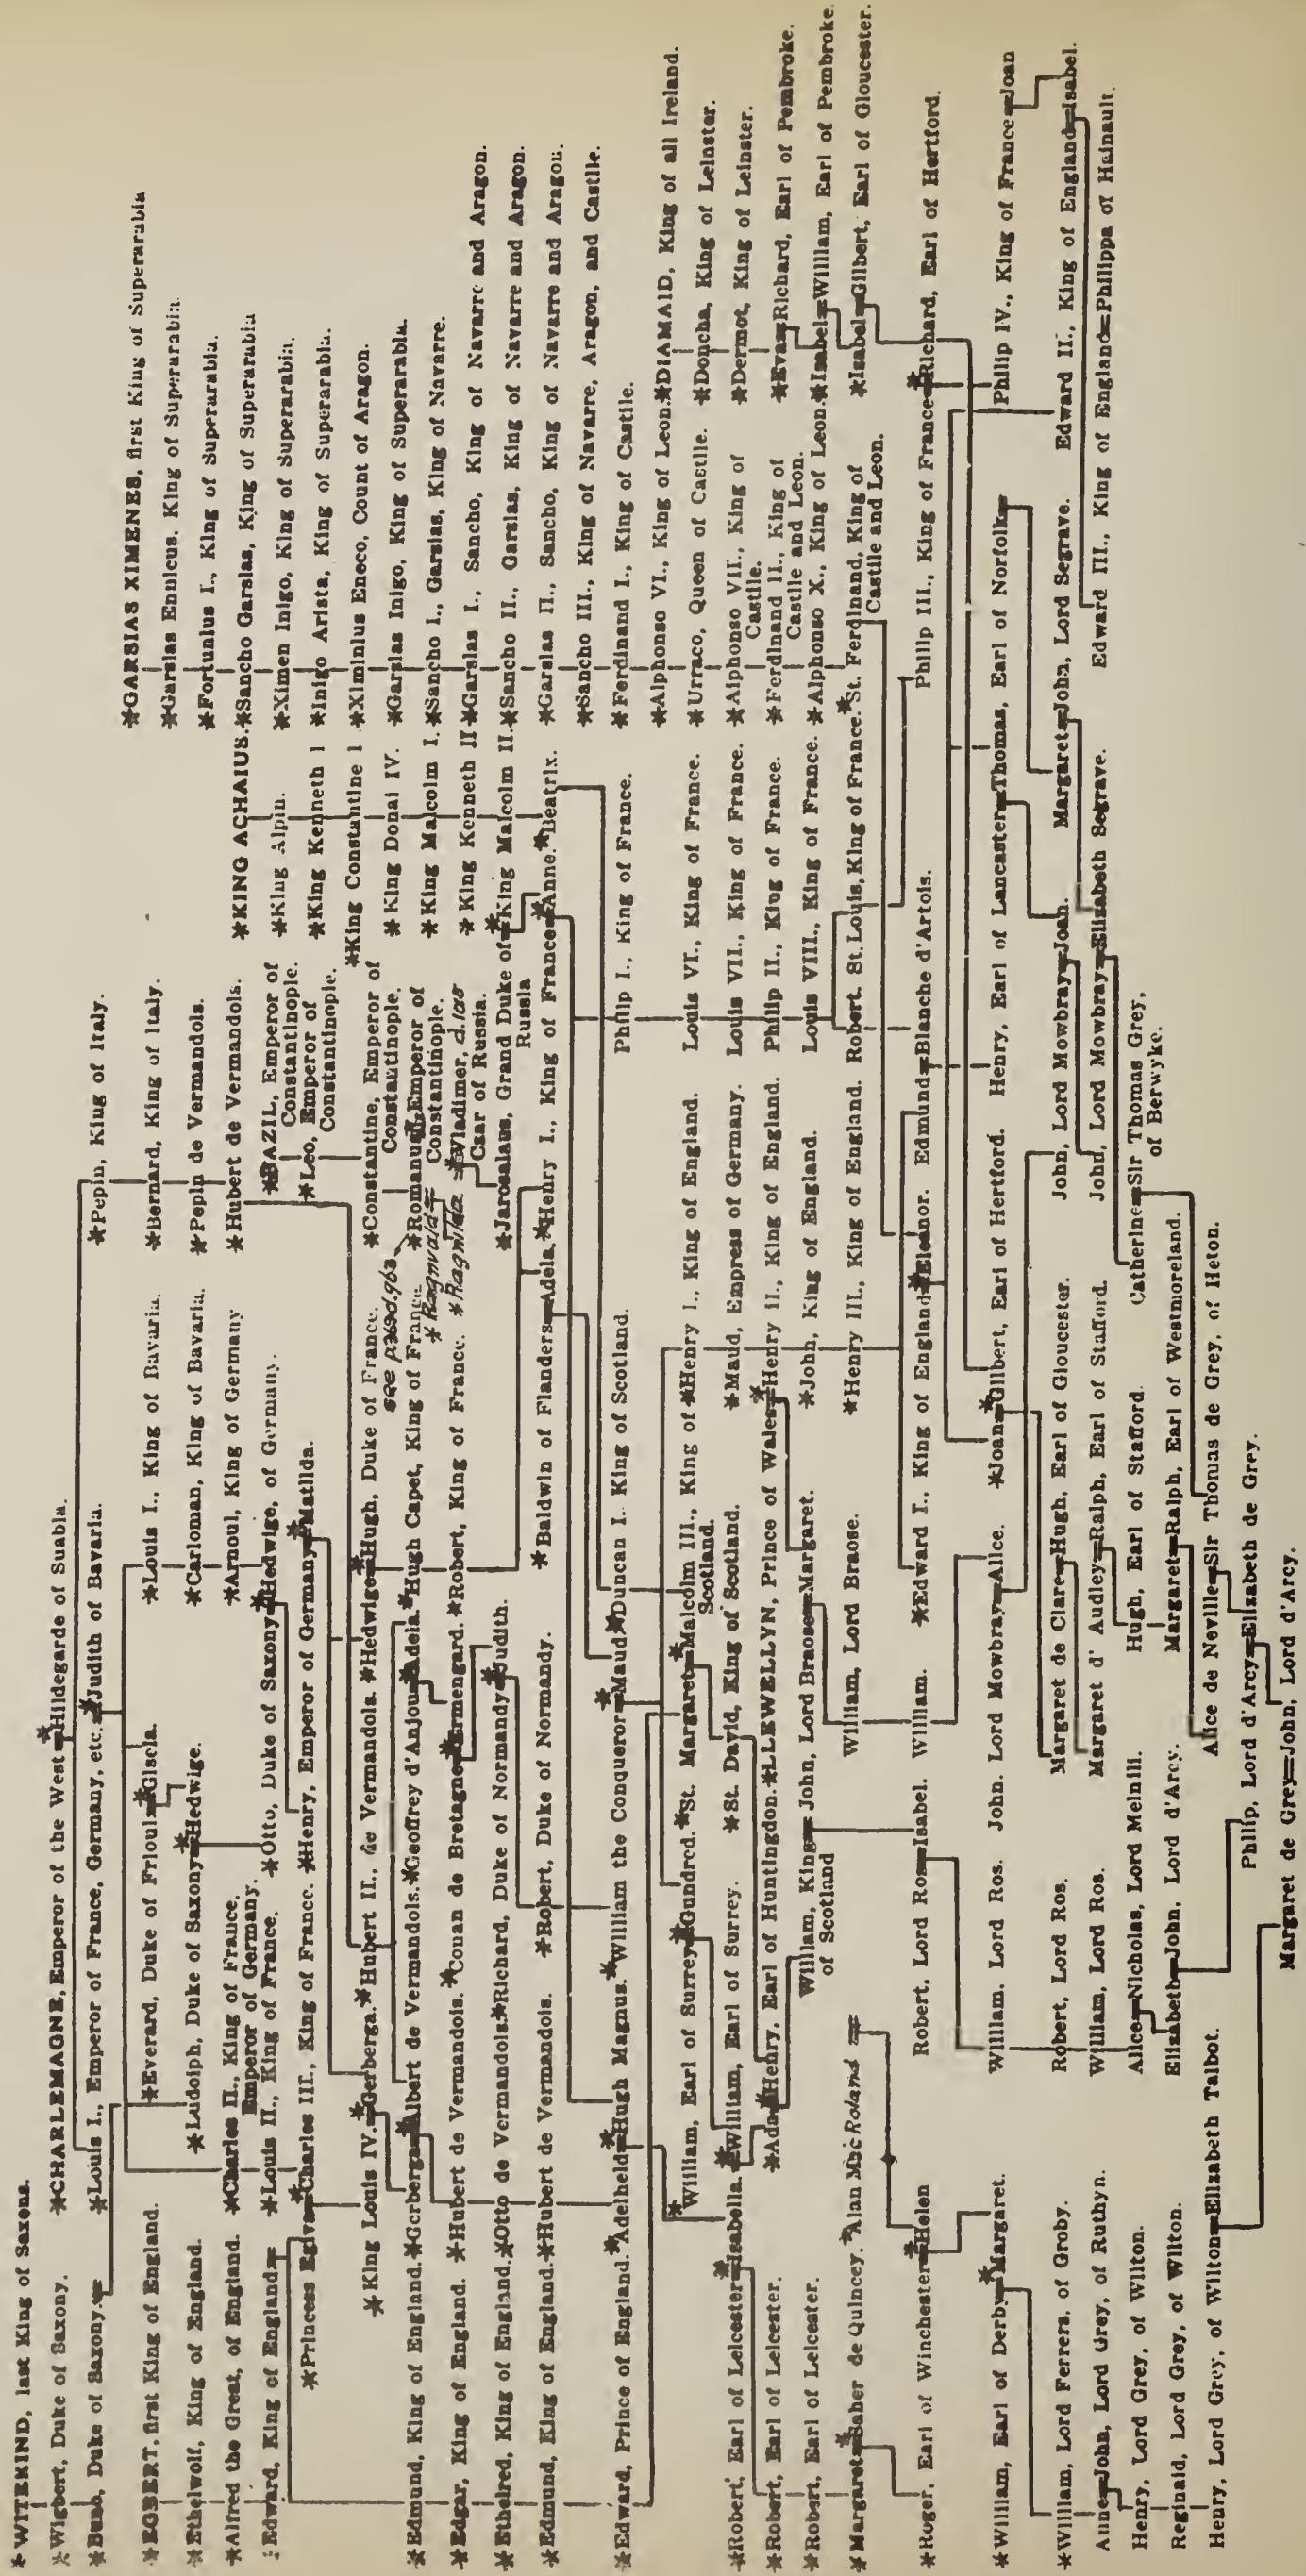 *WITEKIND, last King of Saxons.
*Wigbert, Duke of Saxony. *CHARLEMAGNE, Emperor of the West=*Hildegarde of Suabia.
*Bruno, Duke of Saxony.= *Louis I., Emperor of France, Germany, etc.=*Judith of Bavaria. *Pepin, King of Italy.
*EGBERT, first King of England. *Everard, Duke of Frioul=*Giscla. *Louis I., King of Bavaria. *Bernard, King of Italy. *GARSIAS XIMENES, first King of Superarabia
*Ethelwolf, King of England. *Ludolph, Duke of Saxony=*Hedwige. *Carloman, King of Bavaria. *Pepin de Vermandois. *Garsias Ennicus, King of Superarabia.
*Alfred the Great, of England. *Charles II., King of France, Emperor of Germany. *Arnoul, King of Germany *Hubert de Vermandois. *Fortunius I., King of Superarabia.
*Edward, King of England= *Louis II., King of France. *Otto, Duke of Saxony=*Hedwige, of Germany. *BAZIL, Emperor of Constantinople. *KING ACHAIUS. *Sancho Garsias, King of Superarabia
*Princess Egiva=*Charles III., King of France. *Henry, Emperor of Germany=*Matilda. *Leo, Emperor of Constantinople. *King Alpin. *Ximen Inigo, King of Superarabia.
*King Kenneth I *Inigo Arista, King of Superarabia.
*King Louis IV.=*Gerberga. *Hubert II., de Vermandois. *Hedwige=*Hugh, Duke of France. *Constantine, Emperor of Constantinople. *King Constantine I *Ximinius Eneco, Count of Aragon.
see p.369 d.963
*Edmund, King of England. *Gerberga=*Albert de Vermandois. *Geoffrey d'Anjou=*Adela. *Hugh Capet, King of France. *Romanus, Emperor of Constantinople. *King Donal IV. *Garsias Inigo, King of Superarabia.
*Ragnvald=
*Edgar, King of England. *Hubert de Vermandois. *Conan de Bretagne=*Ermengard. *Robert, King of France. *Ragnilda =*Vladimer, d.1015 Czar of Russia. *King Malcolm I. *Sancho I., Garsias, King of Navarre.
*Ethelred, King of England. *Otto de Vermandois. *Richard, Duke of Normandy=*Judith. *Jaroslaus, Grand Duke of Russia= *King Kenneth II *Garsias I., Sancho, King of Navarre and Aragon.
*King Malcolm II. *Sancho II., Garsias, King of Navarre and Aragon.
*Edmund, King of England. *Hubert de Vermandois. *Robert, Duke of Normandy. *Baldwin of Flanders=Adela. *Henry I., King of France=*Anne. *Beatrix. *Garsias II., Sancho, King of Navarre and Aragon.
*Sancho III., King of Navarre, Aragon, and Castile.
*Edward, Prince of England. *Adelheld=*Hugh Magnus. *William the Conqueror=*Maud. *Duncan I. King of Scotland. Philp I., King of France. *Ferdinand I., King of Castile.
*Alphonso VI., King of Leon. *DIAMAID, King of all Ireland.
*William, Earl of Surrey=*Gundred. *St. Margaret=*Malcolm III., King of Scotland. *Henry I., King of England. Louis VI., King of France. *Urraco, Queen of Castile. *Doncha, King of Leinster.
*Robert, Earl of Leicester=*Isabella. *William, Earl of Surrey. *St. David, King of Scotland. *Maud, Empress of Germany. Louis VII., King of France. *Alphonso VII., King of Castile. *Dermot, King of Leinster.
*Robert, Earl of Leicester. *Ada=*Henry, Earl of Huntingdon. *LLEWELLYN, Prince of Wales=*Henry II., King of England. Philip II., King of France. *Ferdinand II., King of Castile and Leon. *Eva=Richard, Earl of Pembroke.
*Robert, Earl of Leicester. William, King of Scotland= John, Lord Braose=Margaret. *John, King of England. Louis VIII., King of France. *Alphonso X., King of Leon. *Isabel=William, Earl of Pembroke.
*Margaret=*Saher de Quincey. *Alan MacRoland = William, Lord Braose. *Henry III., King of England. Robert. St. Louis, King of France. *St. Ferdinand, King of Castile and Leon. *Isabel=Gilbert, Earl of Gloucester.
*Roger. Earl of Winchester=*Helen Robert, Lord Ros=Isabel. William. *Edward I., King of England=*Eleanor. Edmund=Blanche d'Artois. Philip III., King of France. *Richard, Earl of Hertford.
*William, Earl of Derby=*Margaret. William. Lord Ros. John. Lord Mowbray=Alice. *Joan=*Gilbert, Earl of Hertford. Henry, Earl of Lancaster. Thomas, Earl of Norfolk= Philip IV., King of France=Joan
*William, Lord Ferrers, of Groby. Robert, Lord Ros. Margaret de Clare=Hugh, Earl of Gloucester. John, Lord Mowbray=Joan. Margaret=John, Lord Segrave. Edward II., King of England=Isabel.
Anne=John, Lord Grey, of Ruthyn. William, Lord Ros. Margaret d'Audley=Ralph, Earl of Stafford. John, Lord Mowbray=Elizabeth Segrave. Edward III., King of England=Philippa of Hainault.
Henry, Lord Grey, of Wilton. Alice=Nicholas, Lord Meinill. Hugh, Earl of Stafford. Catherine=Sir Thomas Grey, of Berwyke.
Reginald, Lord Grey, of Wilton. Elizabeth=John, Lord d'Arcy. Margaret=Ralph, Earl of Westmoreland.
Henry, Lord Grey, of Wilton=Elizabeth Talbot. Alice de Neville=Sir Thomas de Grey, of Heton.
Philip, Lord d'Arcy=Elizabeth de Grey.
Margaret de Grey=John, Lord d'Arcy.